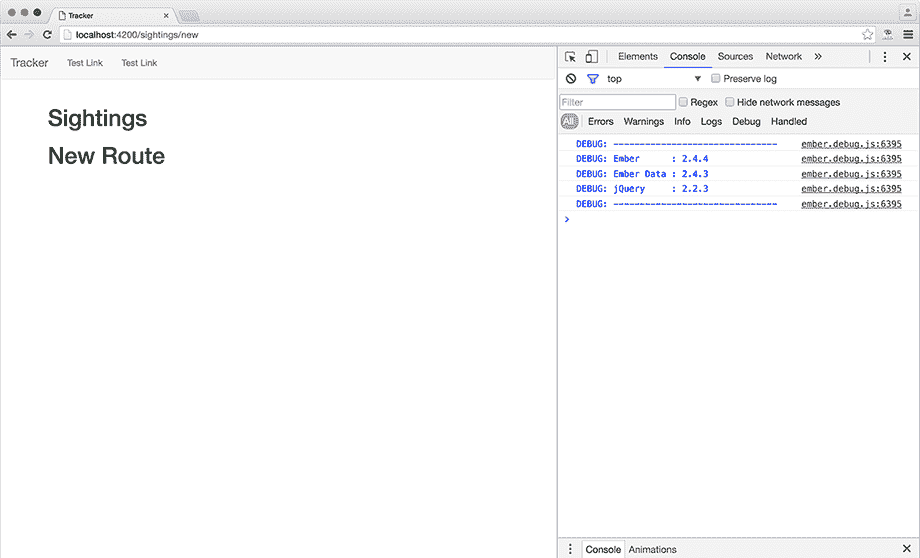 Tracker
localhost:4200/sightings/new
Tracker Test Link Test Link
Sightings
New Route
Elements Console Sources Network »
top Preserve log
Filter Regex Hide network messages
All Errors Warnings Info Logs Debug Handled
DEBUG: ------------------------------- ember.debug.js:6395
DEBUG: Ember : 2.4.4 ember.debug.js:6395
DEBUG: Ember Data : 2.4.3 ember.debug.js:6395
DEBUG: jQuery : 2.2.3 ember.debug.js:6395
DEBUG: ------------------------------- ember.debug.js:6395
>
Console Animations